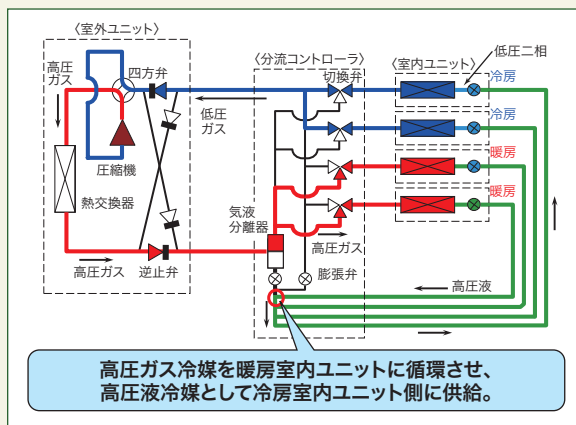 〈室外ユニット〉
高圧
ガス
四方弁
圧縮機
熱交換器
高圧ガス
逆止弁
低圧
ガス
〈分流コントローラ〉
切換弁
気液
分離器
高圧ガス
膨張弁
〈室内ユニット〉
低圧二相
冷房
冷房
暖房
暖房
高圧液
高圧ガス冷媒を暖房室内ユニットに循環させ、
高圧液冷媒として冷房室内ユニット側に供給。